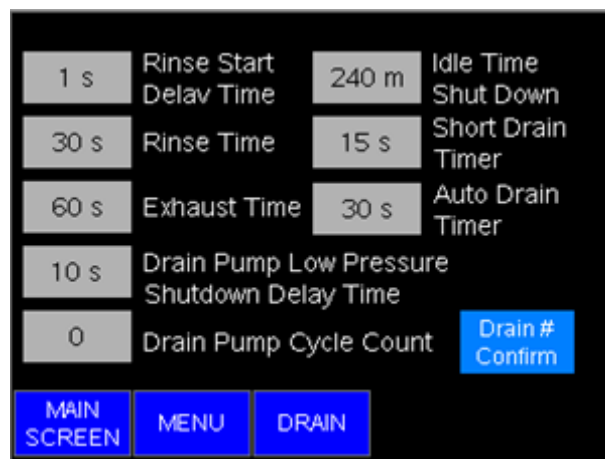 1 s
Rinse Start
Delay Time
240 m
Idle Time
Shut Down
30 s
Rinse Time
15 s
Short Drain
Timer
60 s
Exhaust Time
30 s
Auto Drain
Timer
10 s
Drain Pump Low Pressure
Shutdown Delay Time
0
Drain Pump Cycle Count
Drain #
Confirm
MAIN
SCREEN
MENU
DRAIN